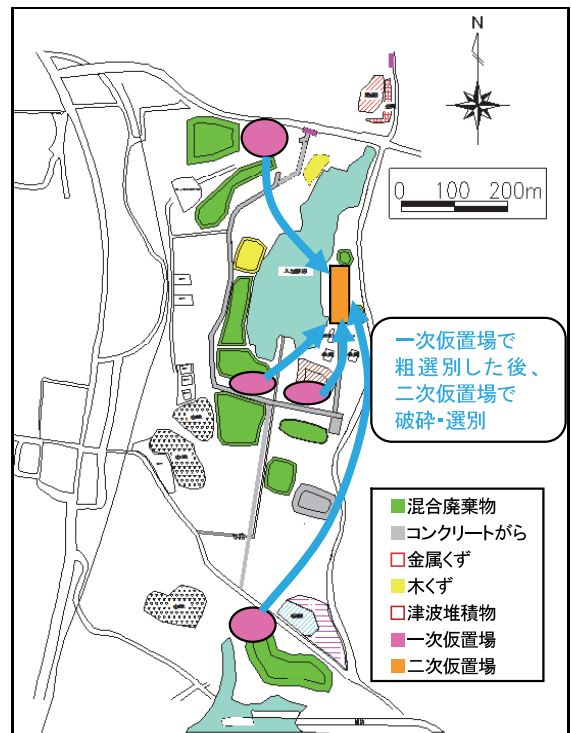 N
0 100 200m
一次仮置場で
粗選別した後、
二次仮置場で
破砕・選別
混合廃棄物
コンクリートがら
金属くず
木くず
津波堆積物
一次仮置場
二次仮置場